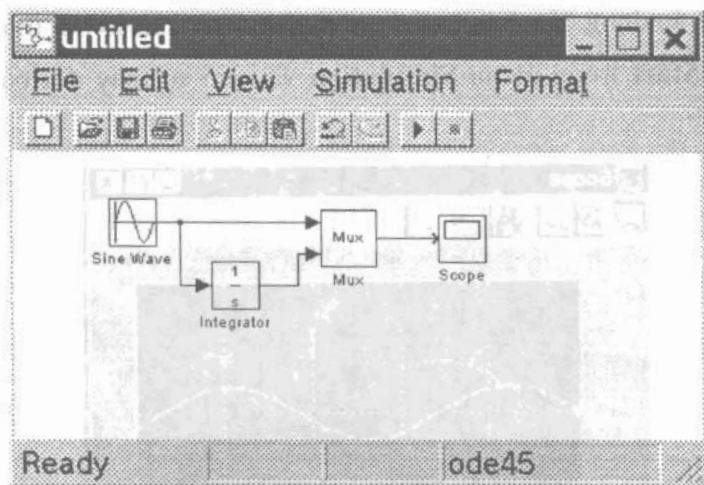 untitled
File Edit View Simulation Format
Sine Wave
1
s
Integrator
Mux
Mux
Scope
Ready ode45